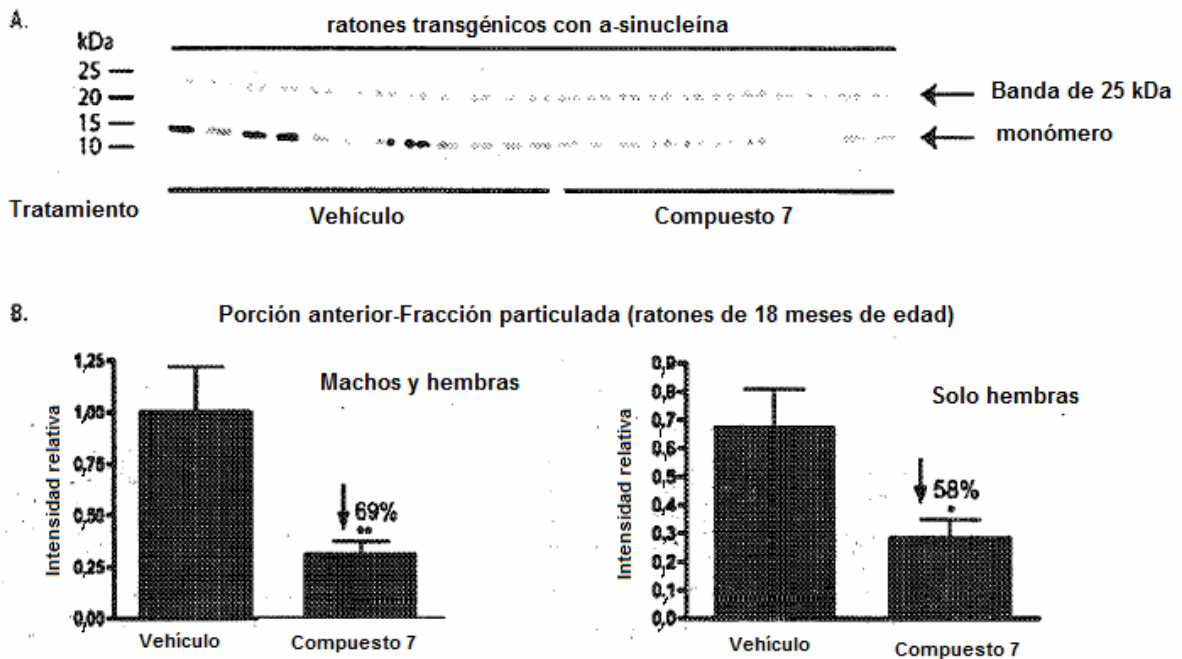 A.
ratones transgénicos con a-sinucleína
kDa
25
20
15
10
Banda de 25 kDa
monómero
Tratamiento
Vehículo
Compuesto 7
B.
Porción anterior-Fracción particulada (ratones de 18 meses de edad)
Intensidad relativa
1,25
1,00
0,75
0,50
0,25
0,00
Machos y hembras
69%
**
Vehículo
Compuesto 7
Intensidad relativa
0,9
0,8
0,7
0,6
0,5
0,4
0,3
0,2
0,1
0,0
Solo hembras
58%
*
Vehículo
Compuesto 7